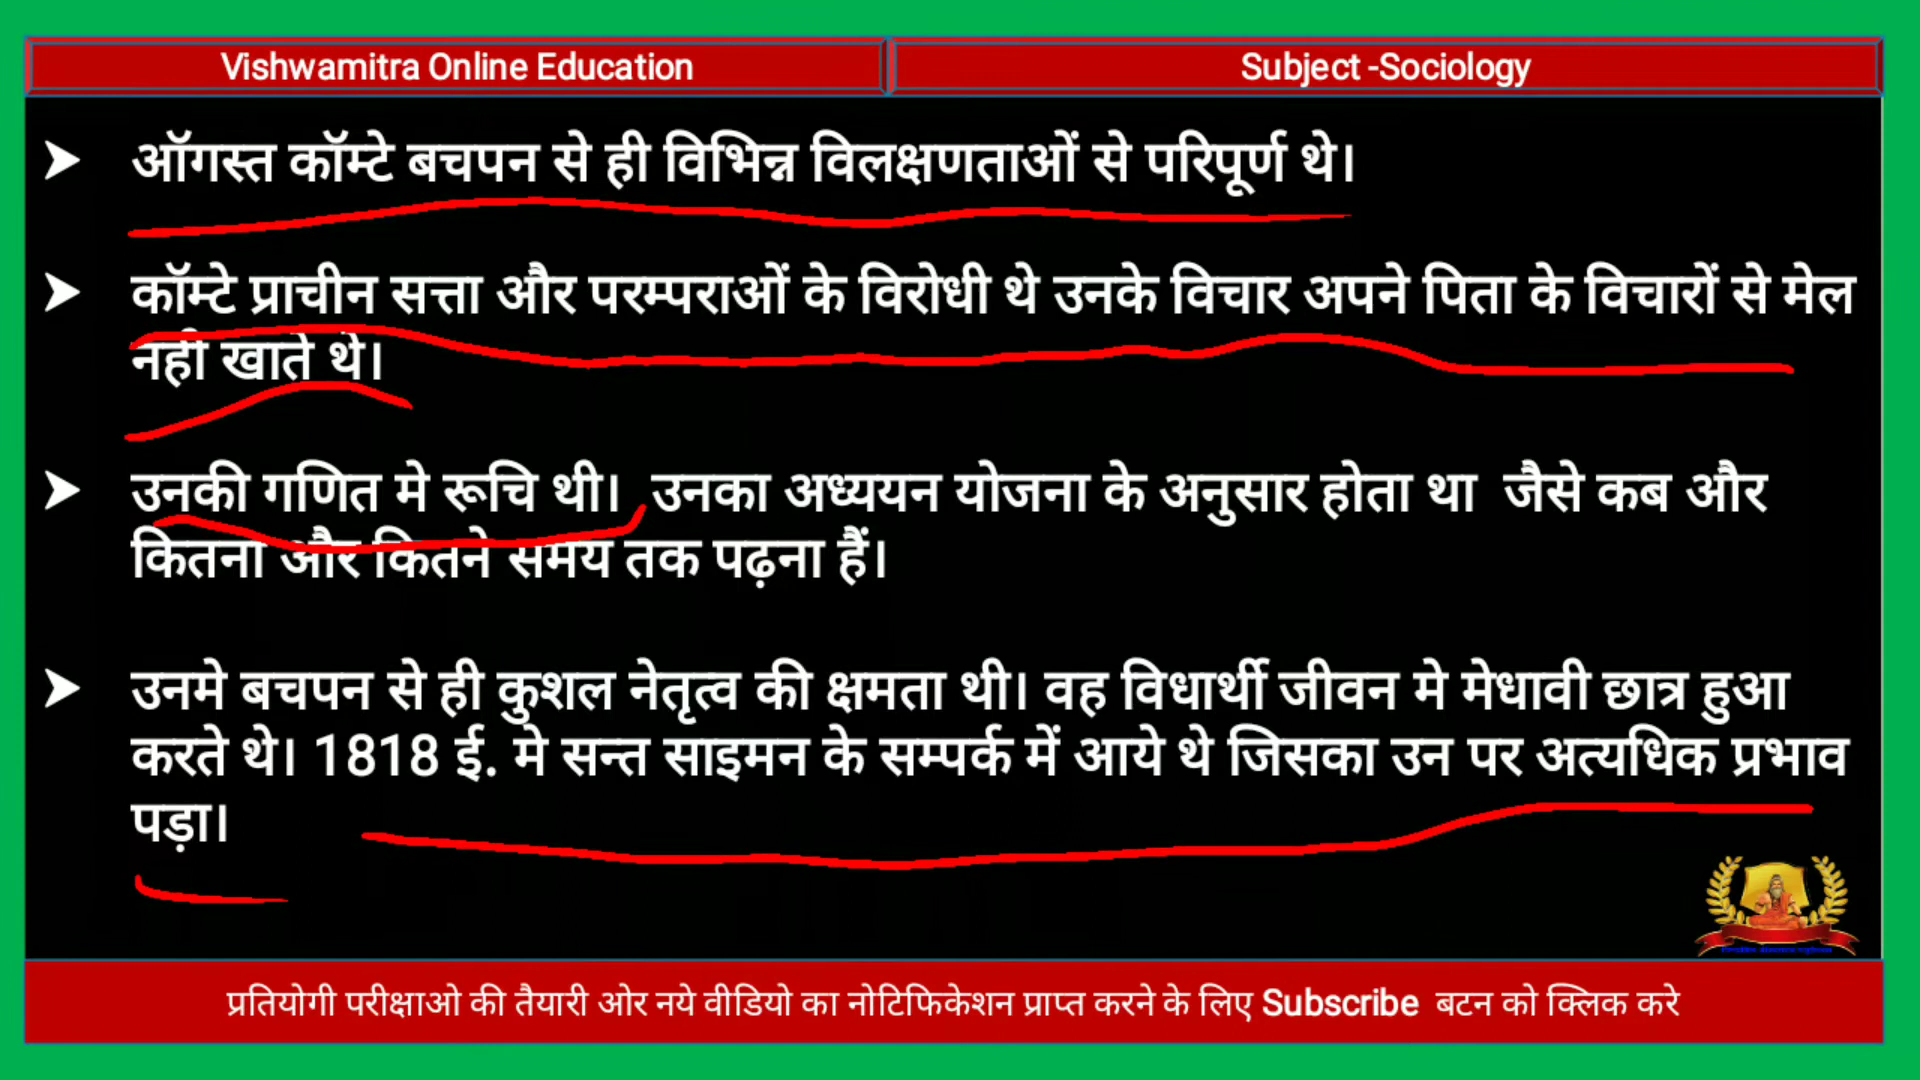 Vishwamitra Online Education
Subject -Sociology
ऑगस्त कॉम्टे बचपन से ही विभिन्न विलक्षणताओं से परिपूर्ण थे।
कॉम्टे प्राचीन सत्ता और परम्पराओं के विरोधी थे उनके विचार अपने पिता के विचारों से मेल
नही खाते थे।
उनकी गणित मे रूचि थी। उनका अध्ययन योजना के अनुसार होता था जैसे कब और
कितना और कितने समय तक पढ़ना हैं।
उनमे बचपन से ही कुशल नेतृत्व की क्षमता थी। वह विधार्थी जीवन मे मेधावी छात्र हुआ
करते थे। 1818 ई. मे सन्त साइमन के सम्पर्क में आये थे जिसका उन पर अत्यधिक प्रभाव
पड़ा।
प्रतियोगी परीक्षाओ की तैयारी ओर नये वीडियो का नोटिफिकेशन प्राप्त करने के लिए Subscribe बटन को क्लिक करे